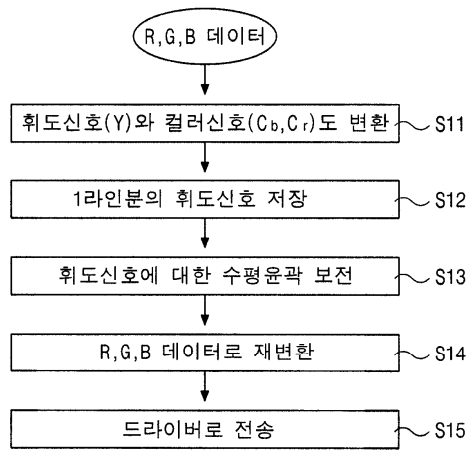 R,G,B 데이터
휘도신호(Y)와 컬러신호(Cb,Cr)도 변환 S11
1라인분의 휘도신호 저장 S12
휘도신호에 대한 수평윤곽 보전 S13
R,G,B 데이터로 재변환 S14
드라이버로 전송 S15